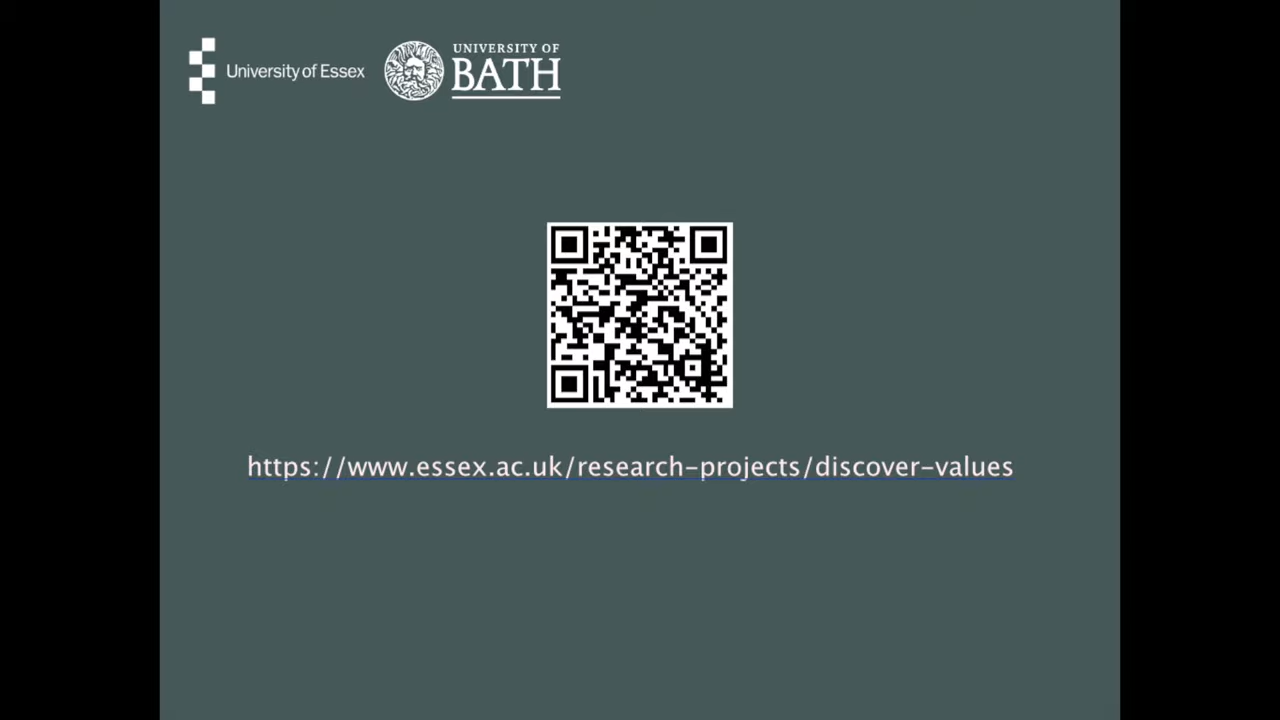 University of Essex
UNIVERSITY OF
BATH
https://www.essex.ac.uk/research-projects/discover-values